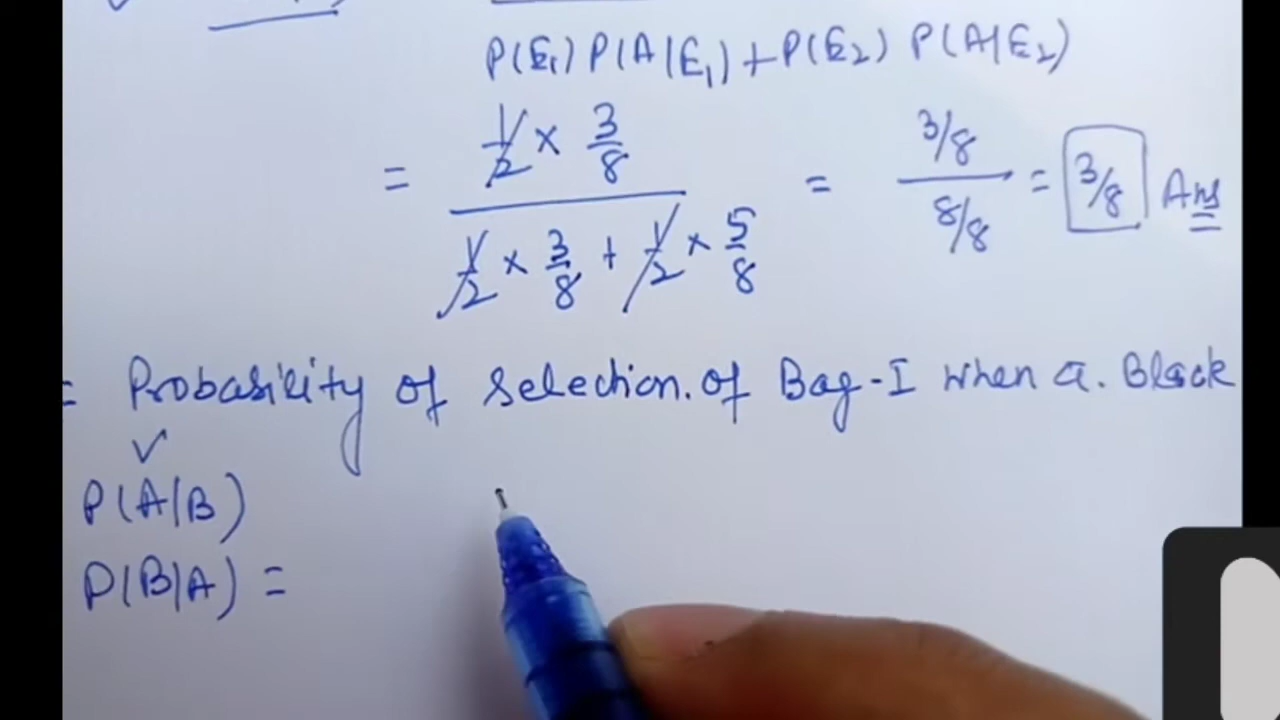 P(E₁) P(A|E₁) + P(E₂) P(A|E₂)
= 1/2 × 3/8 / 1/2 × 3/8 + 1/2 × 5/8 = 3/8 / 8/8 = 3/8 Ans
= Probability of selection. of Bag-I when a. Black
✓
P(A|B)
P(B|A) =